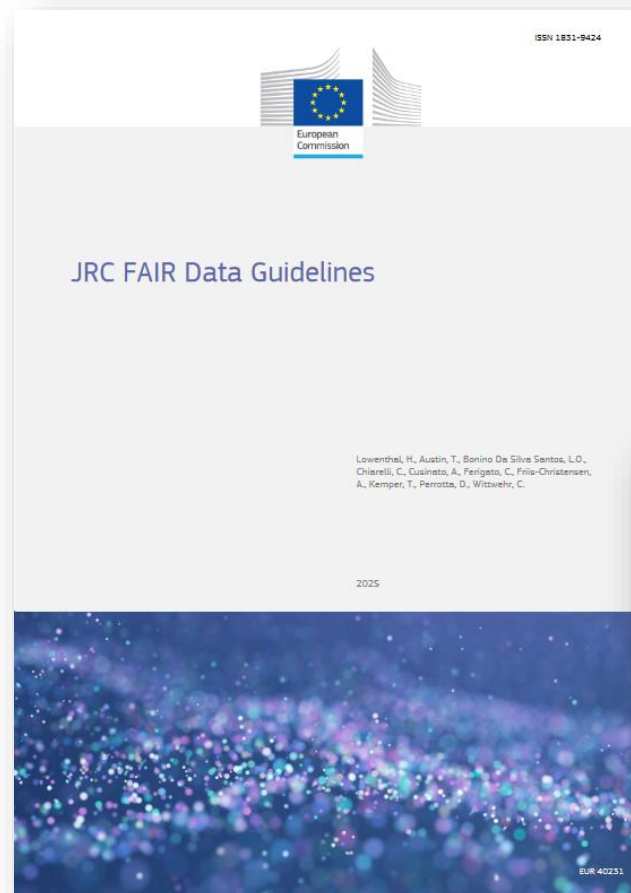 ISSN 1831-9424
European
Commission
JRC FAIR Data Guidelines
Lowenthal, H., Austin, T., Bonino Da Silva Santos, L.O.,
Chiarelli, C., Cusinato, A., Ferigato, C., Friis-Christensen,
A., Kemper, T., Perrotta, D., Wittwehr, C.
2025
EUR 40231